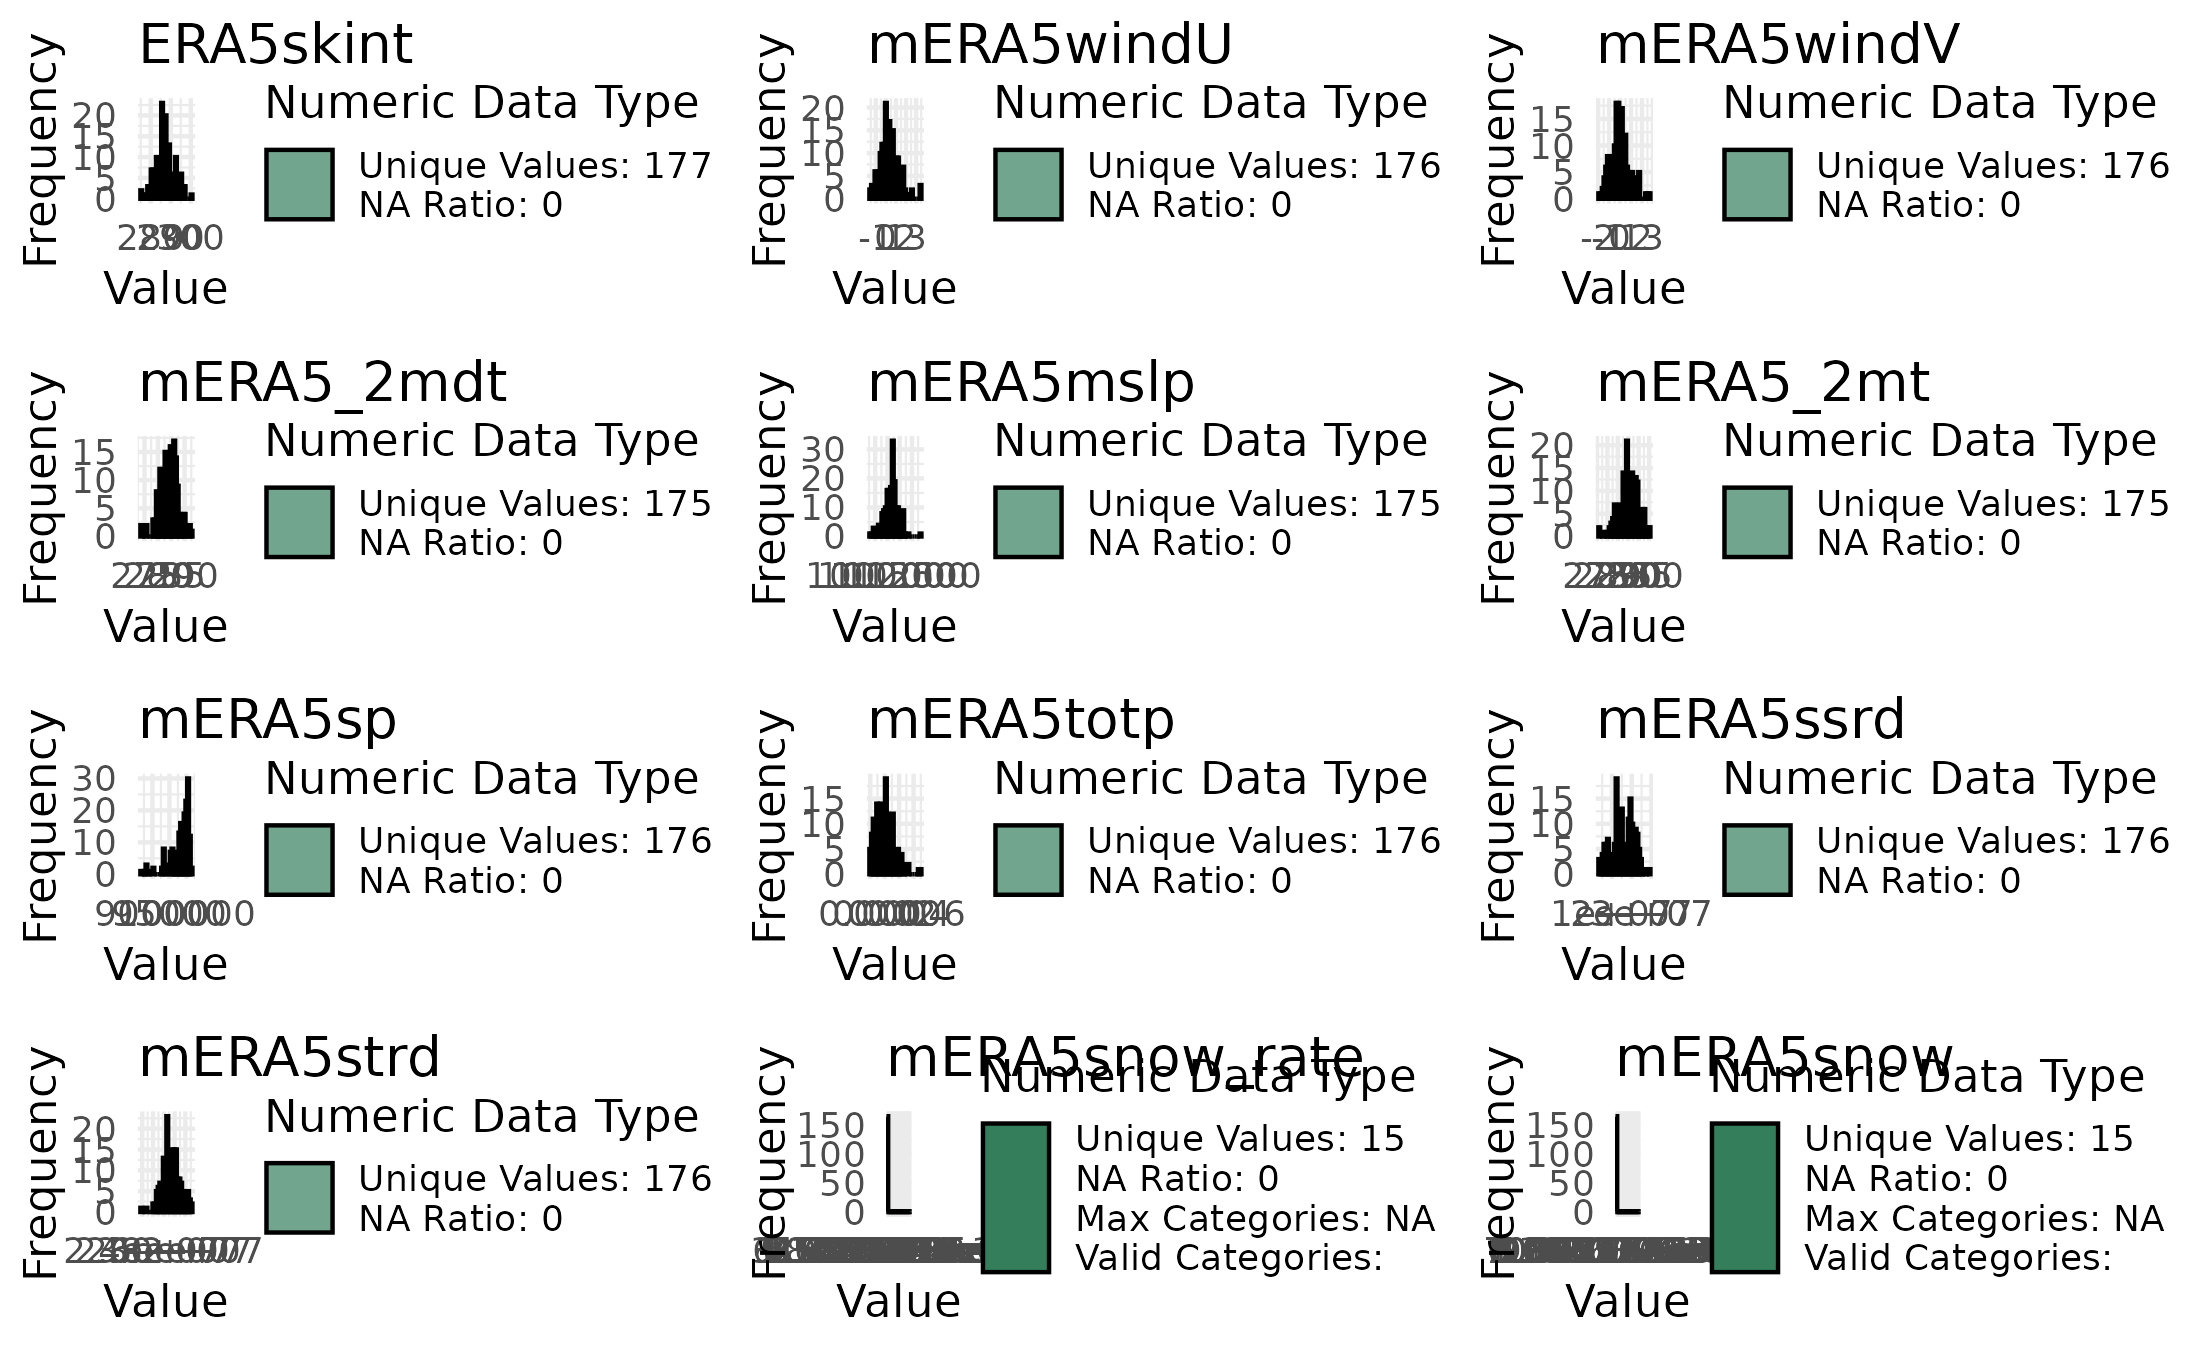 ERA5skint
Frequency
20
15
10
5
0
Value
Numeric Data Type
Unique Values: 177
NA Ratio: 0
mERA5windU
Frequency
20
15
10
5
0
Value
Numeric Data Type
Unique Values: 176
NA Ratio: 0
mERA5windV
Frequency
15
10
5
0
Value
Numeric Data Type
Unique Values: 176
NA Ratio: 0
mERA5_2mdt
Frequency
15
10
5
0
Value
Numeric Data Type
Unique Values: 175
NA Ratio: 0
mERA5mslp
Frequency
30
20
10
0
Value
Numeric Data Type
Unique Values: 175
NA Ratio: 0
mERA5_2mt
Frequency
20
15
10
5
0
Value
Numeric Data Type
Unique Values: 175
NA Ratio: 0
mERA5sp
Frequency
30
20
10
0
Value
Numeric Data Type
Unique Values: 176
NA Ratio: 0
mERA5totp
Frequency
15
10
5
0
Value
Numeric Data Type
Unique Values: 176
NA Ratio: 0
mERA5ssrd
Frequency
15
10
5
0
Value
Numeric Data Type
Unique Values: 176
NA Ratio: 0
mERA5strd
Frequency
20
15
10
5
0
Value
Numeric Data Type
Unique Values: 176
NA Ratio: 0
mERA5snow_rate
Frequency
150
100
50
0
Value
Numeric Data Type
Unique Values: 15
NA Ratio: 0
Max Categories: NA
Valid Categories:
mERA5snow
Frequency
150
100
50
0
Value
Numeric Data Type
Unique Values: 15
NA Ratio: 0
Max Categories: NA
Valid Categories: